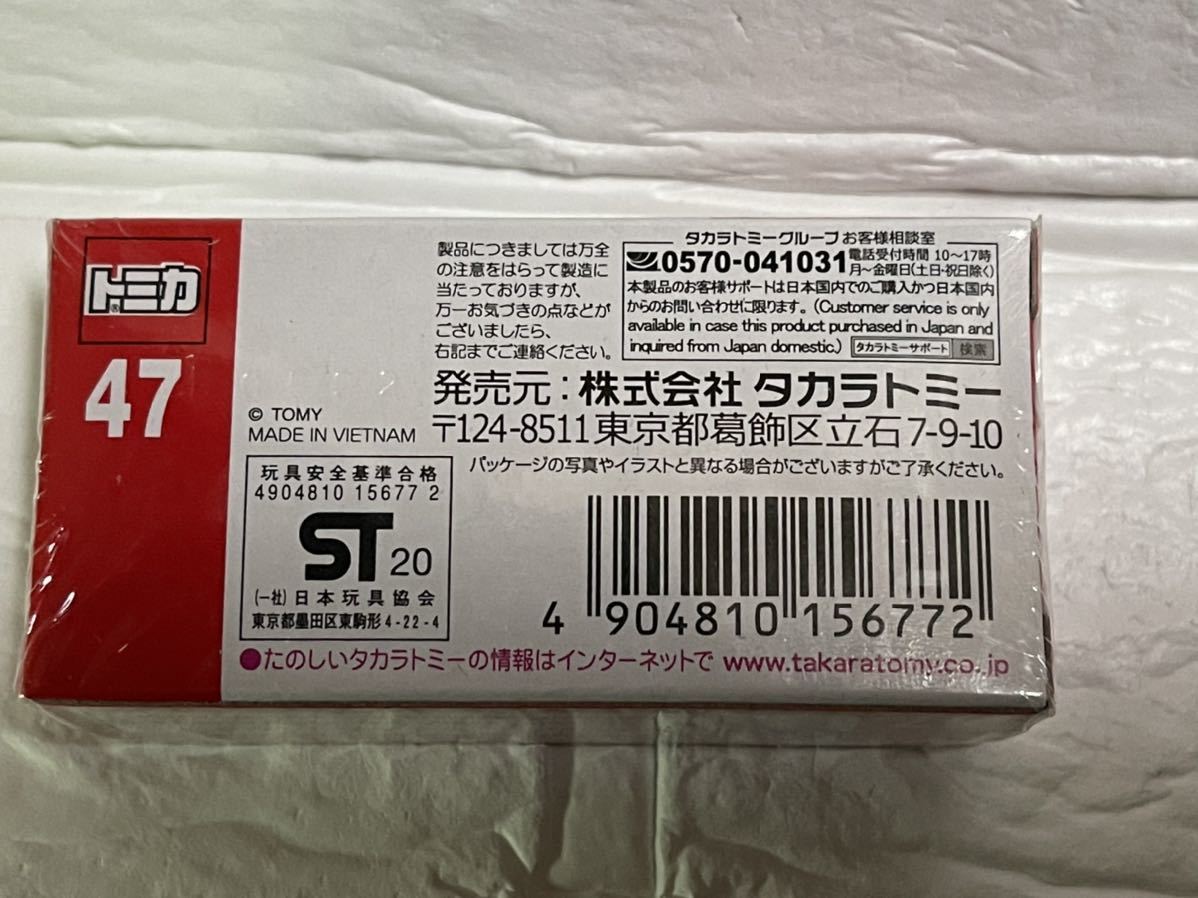 トミカ
®
47
© TOMY
MADE IN VIETNAM
製品につきましては万全
の注意をはらって製造に
当たっておりますが、
万一お気づきの点などが
ございましたら、
右記までご連絡ください。
タカラトミーグループ お客様相談室
0570-041031 電話受付時間 10〜17時
月〜金曜日(土日・祝日除く)
本製品のお客様サポートは日本国内でのご購入かつ日本国内
からのお問い合わせに限ります。(Customer service is only
available in case this product purchased in Japan and
inquired from Japan domestic.) タカラトミーサポート 検索
発売元:株式会社 タカラトミー
〒124-8511 東京都葛飾区立石 7-9-10
パッケージの写真やイラストと異なる場合がございますがご了承ください。
玩具安全基準合格
4904810 15677 2
ST 20
(一社) 日本玩具協会
東京都墨田区東駒形 4-22-4
4 904810 156772
●たのしいタカラトミーの情報はインターネットで www.takaratomy.co.jp